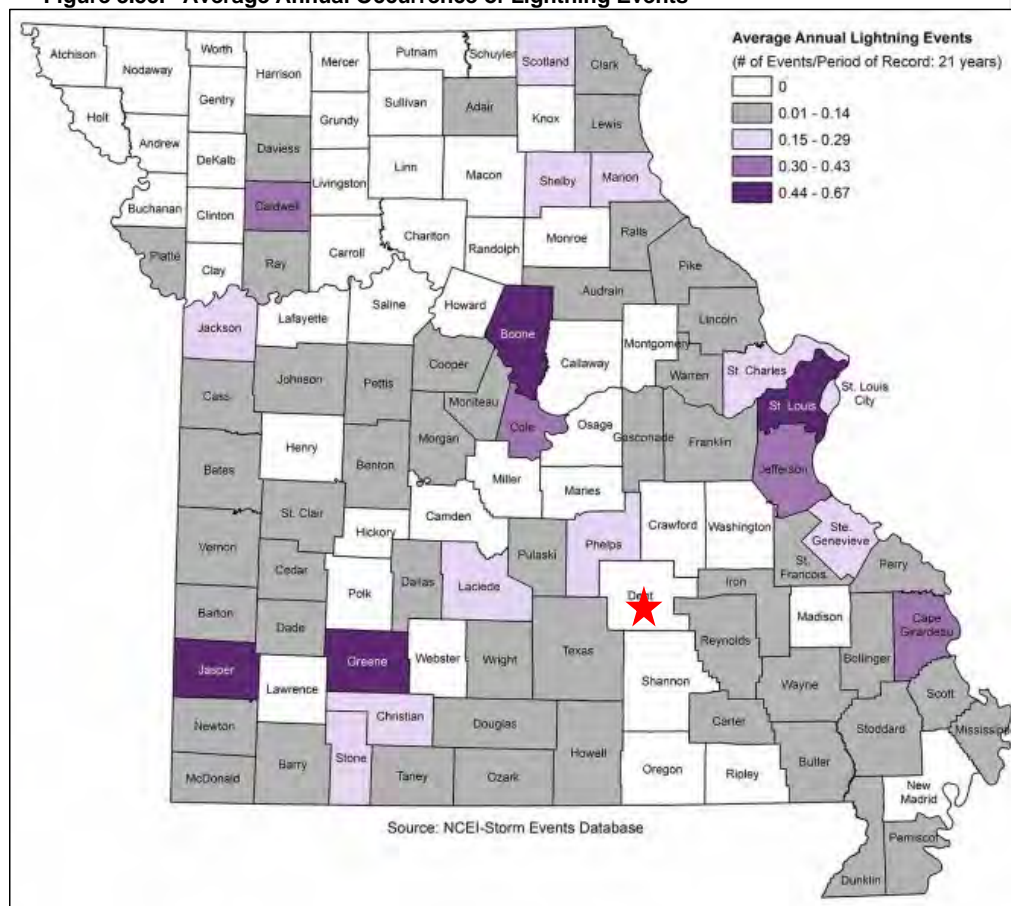 Average Annual Occurrence of Lightning Events
Average Annual Lightning Events
(# of Events/Period of Record: 21 years)
0
0.01 - 0.14
0.15 - 0.29
0.30 - 0.43
0.44 - 0.67
Atchison
Nodaway
Worth
Harrison
Mercer
Putnam
Schuyler
Scotland
Clark
Holt
Gentry
Sullivan
Adair
Knox
Lewis
Andrew
DeKalb
Daviess
Grundy
Linn
Macon
Shelby
Marion
Buchanan
Clinton
Caldwell
Livingston
Chariton
Randolph
Monroe
Ralls
Platte
Clay
Ray
Carroll
Pike
Jackson
Lafayette
Saline
Howard
Boone
Audrain
Callaway
Montgomery
Lincoln
Warren
St. Charles
St. Louis
St. Louis
City
Cass
Johnson
Pettis
Cooper
Moniteau
Cole
Osage
Gasconade
Franklin
Jefferson
Bates
Henry
Benton
Morgan
Miller
Maries
Vernon
St. Clair
Hickory
Camden
Pulaski
Phelps
Crawford
Washington
St.
Francois
Ste.
Genevieve
Perry
Cedar
Polk
Dallas
Laclede
Dent
Iron
Madison
Barton
Dade
Reynolds
Bollinger
Cape
Girardeau
Jasper
Lawrence
Greene
Webster
Wright
Texas
Shannon
Wayne
Scott
Newton
Christian
Douglas
Carter
Stoddard
Mississippi
McDonald
Barry
Stone
Taney
Ozark
Howell
Oregon
Ripley
Butler
New
Madrid
Pemiscot
Dunklin
Source: NCEI-Storm Events Database